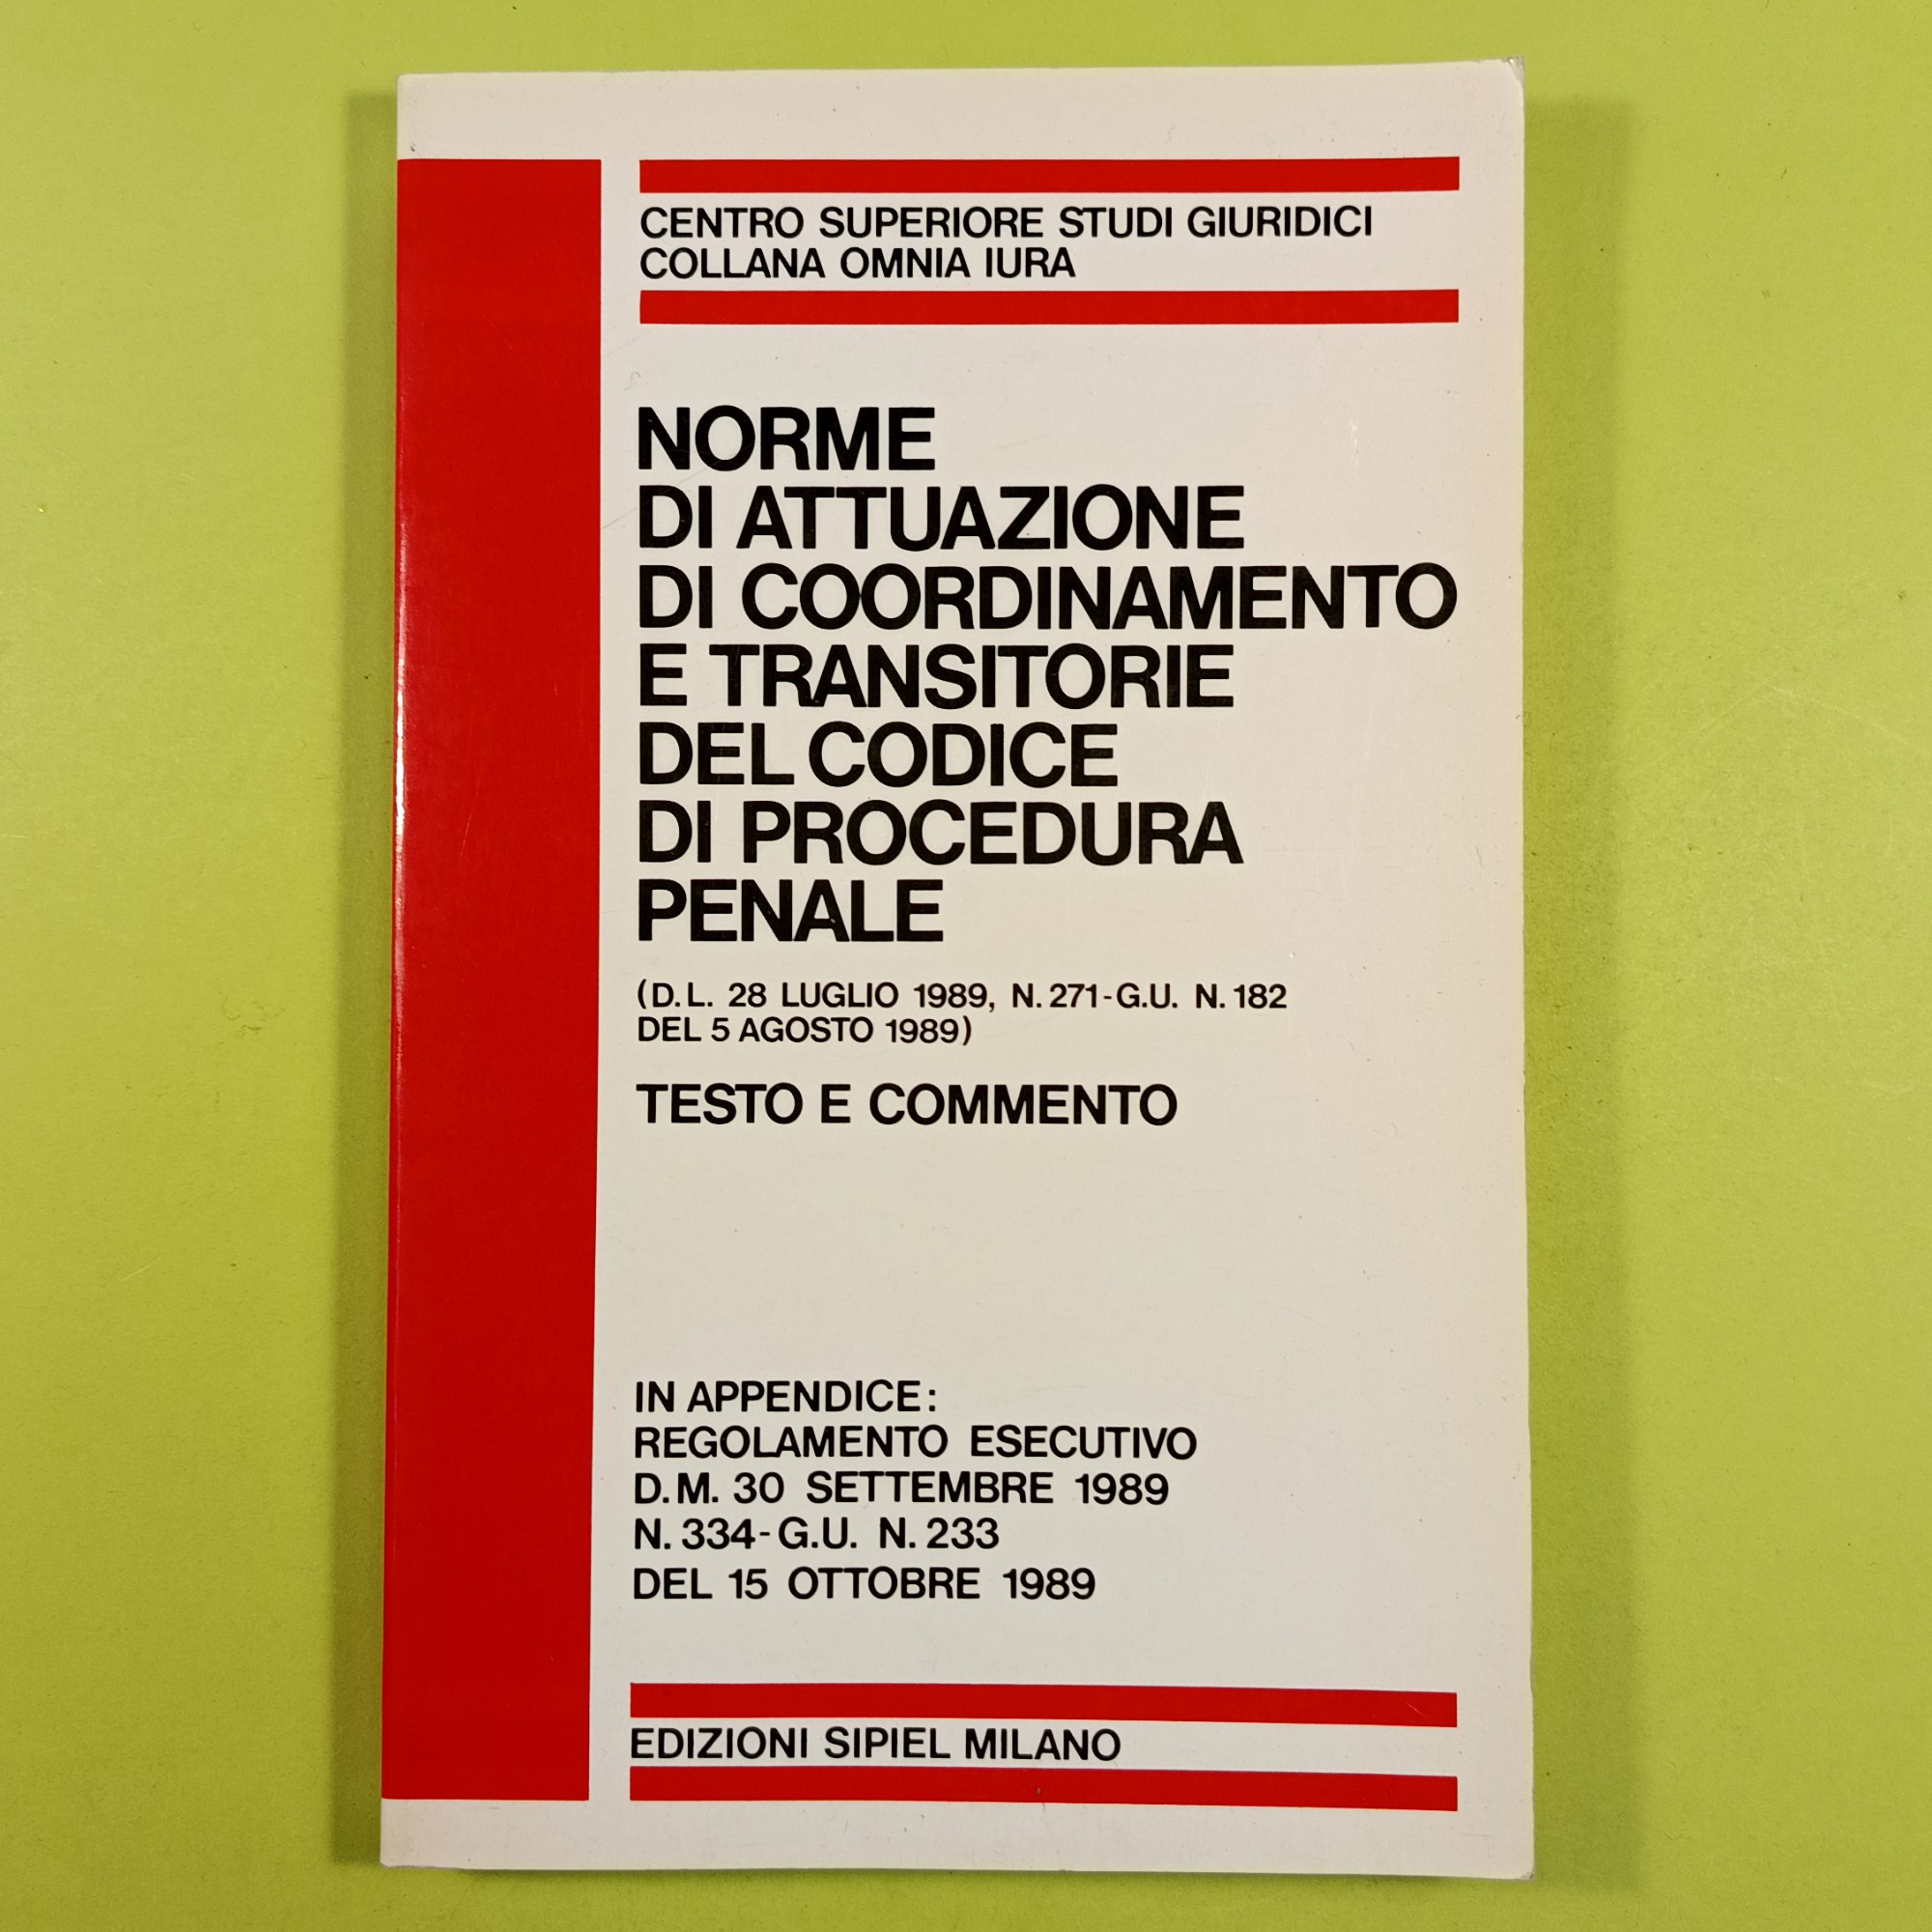 CENTRO SUPERIORE STUDI GIURIDICI
COLLANA OMNIA IURA
NORME
DI ATTUAZIONE
DI COORDINAMENTO
E TRANSITORIE
DEL CODICE
DI PROCEDURA
PENALE
(D.L. 28 LUGLIO 1989, N. 271-G.U. N. 182
DEL 5 AGOSTO 1989)
TESTO E COMMENTO
IN APPENDICE:
REGOLAMENTO ESECUTIVO
D.M. 30 SETTEMBRE 1989
N. 334-G.U. N. 233
DEL 15 OTTOBRE 1989
EDIZIONI SIPIEL MILANO